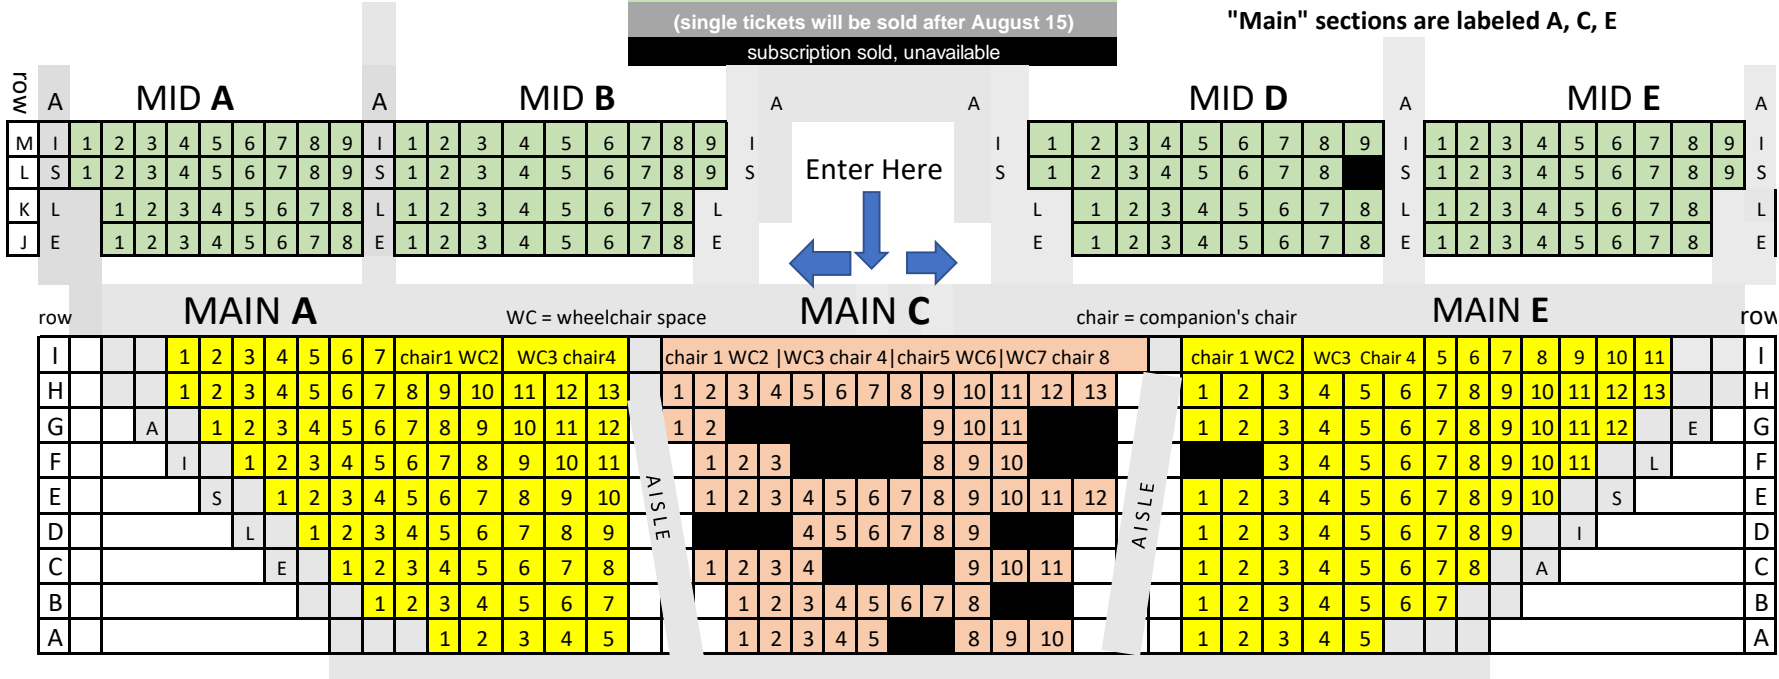 (single tickets will be sold after August 15)
"Main" sections are labeled A, C, E
subscription sold, unavailable
row A MID A A MID B A A MID D A MID E A
M I 1 2 3 4 5 6 7 8 9 I 1 2 3 4 5 6 7 8 9 I I 1 2 3 4 5 6 7 8 9 I 1 2 3 4 5 6 7 8 9 I
L S 1 2 3 4 5 6 7 8 9 S 1 2 3 4 5 6 7 8 9 S Enter Here S 1 2 3 4 5 6 7 8 S 1 2 3 4 5 6 7 8 9 S
K L 1 2 3 4 5 6 7 8 L 1 2 3 4 5 6 7 8 L L 1 2 3 4 5 6 7 8 L 1 2 3 4 5 6 7 8 L
J E 1 2 3 4 5 6 7 8 E 1 2 3 4 5 6 7 8 E E 1 2 3 4 5 6 7 8 E 1 2 3 4 5 6 7 8 E
row MAIN A WC = wheelchair space MAIN C chair = companion's chair MAIN E row
I 1 2 3 4 5 6 7 chair1 WC2 WC3 chair4 chair 1 WC2 |WC3 chair 4|chair5 WC6|WC7 chair 8 chair 1 WC2 WC3 Chair 4 5 6 7 8 9 10 11 I
H 1 2 3 4 5 6 7 8 9 10 11 12 13 1 2 3 4 5 6 7 8 9 10 11 12 13 1 2 3 4 5 6 7 8 9 10 11 12 13 H
G A 1 2 3 4 5 6 7 8 9 10 11 12 1 2 9 10 11 1 2 3 4 5 6 7 8 9 10 11 12 E G
F I 1 2 3 4 5 6 7 8 9 10 11 1 2 3 8 9 10 3 4 5 6 7 8 9 10 11 L F
E S 1 2 3 4 5 6 7 8 9 10 AISLE 1 2 3 4 5 6 7 8 9 10 11 12 AISLE 1 2 3 4 5 6 7 8 9 10 S E
D L 1 2 3 4 5 6 7 8 9 4 5 6 7 8 9 1 2 3 4 5 6 7 8 9 I D
C E 1 2 3 4 5 6 7 8 1 2 3 4 9 10 11 1 2 3 4 5 6 7 8 A C
B 1 2 3 4 5 6 7 1 2 3 4 5 6 7 8 1 2 3 4 5 6 7 B
A 1 2 3 4 5 1 2 3 4 5 8 9 10 1 2 3 4 5 A